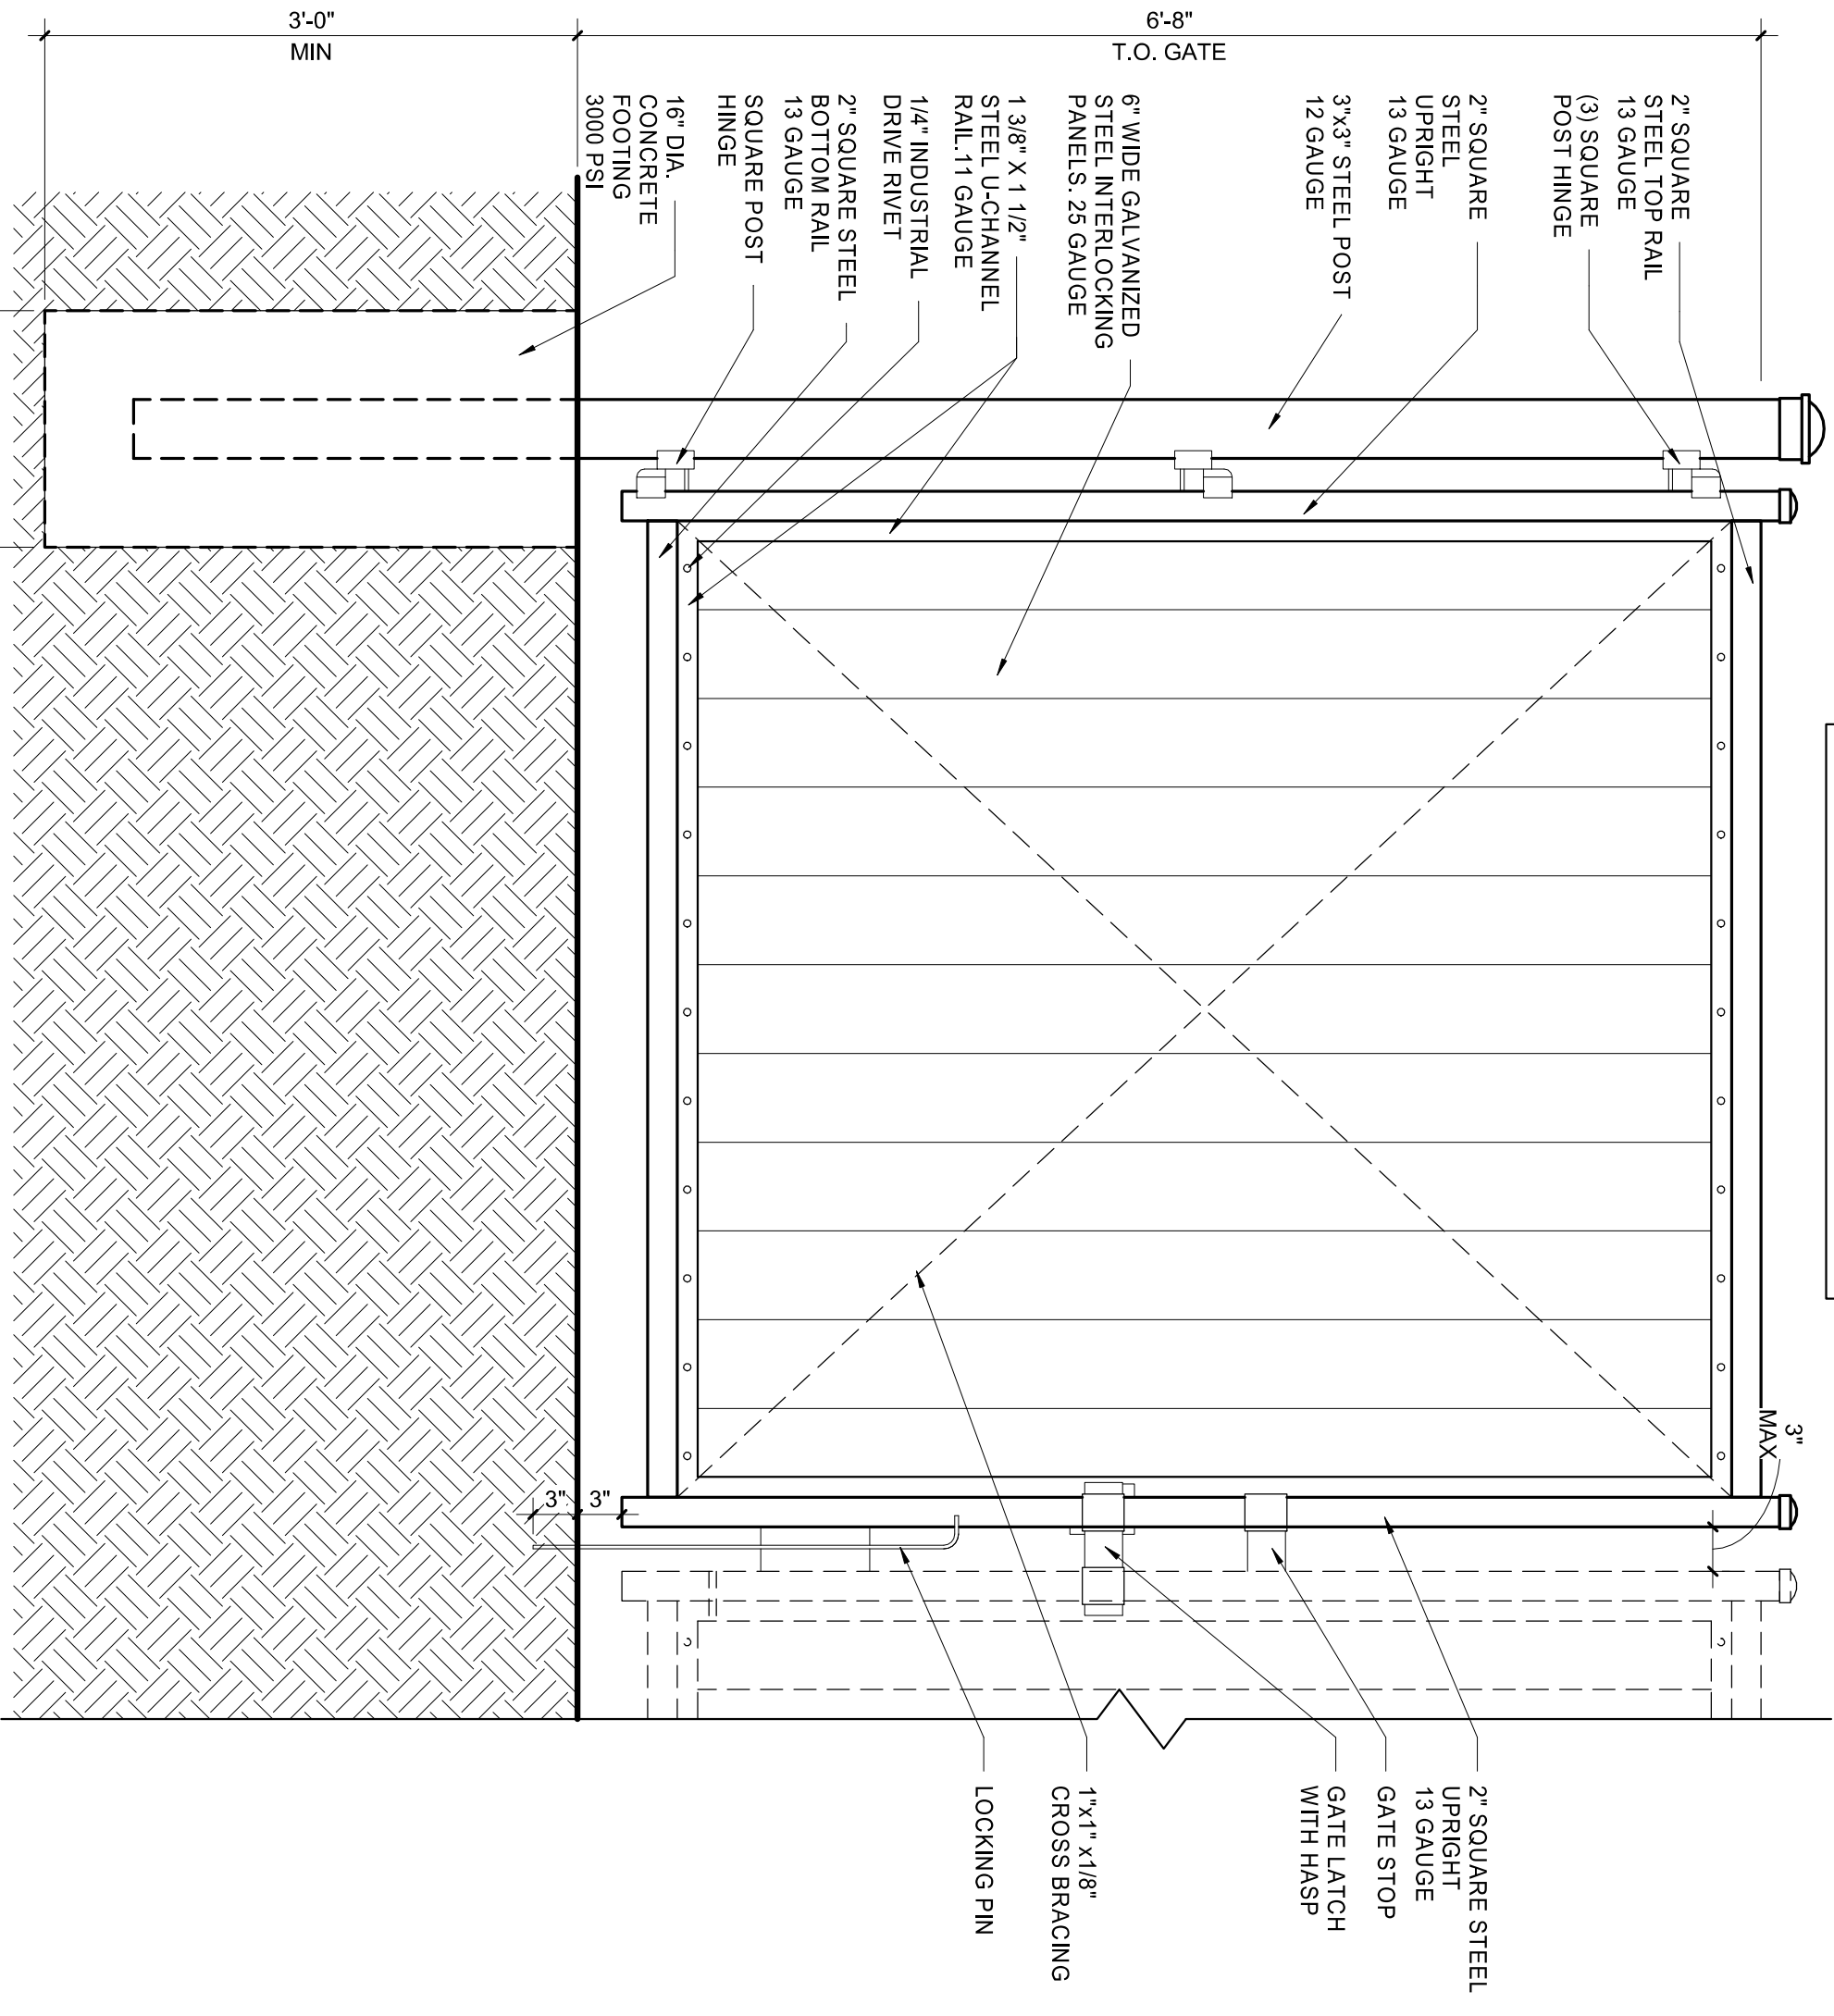 3'-0"
MIN
6'-8"
T.O. GATE
2" SQUARE
STEEL TOP RAIL
13 GAUGE
(3) SQUARE
POST HINGE
2" SQUARE
STEEL
UPRIGHT
13 GAUGE
3"x3" STEEL POST
12 GAUGE
6" WIDE GALVANIZED
STEEL INTERLOCKING
PANELS. 25 GAUGE
1 3/8" X 1 1/2"
STEEL U-CHANNEL
RAIL.11 GAUGE
1/4" INDUSTRIAL
DRIVE RIVET
2" SQUARE STEEL
BOTTOM RAIL
13 GAUGE
SQUARE POST
HINGE
16" DIA.
CONCRETE
FOOTING
3000 PSI
3"
MAX
3"
3"
2" SQUARE STEEL
UPRIGHT
13 GAUGE
GATE STOP
GATE LATCH
WITH HASP
1"x1" x1/8"
CROSS BRACING
LOCKING PIN